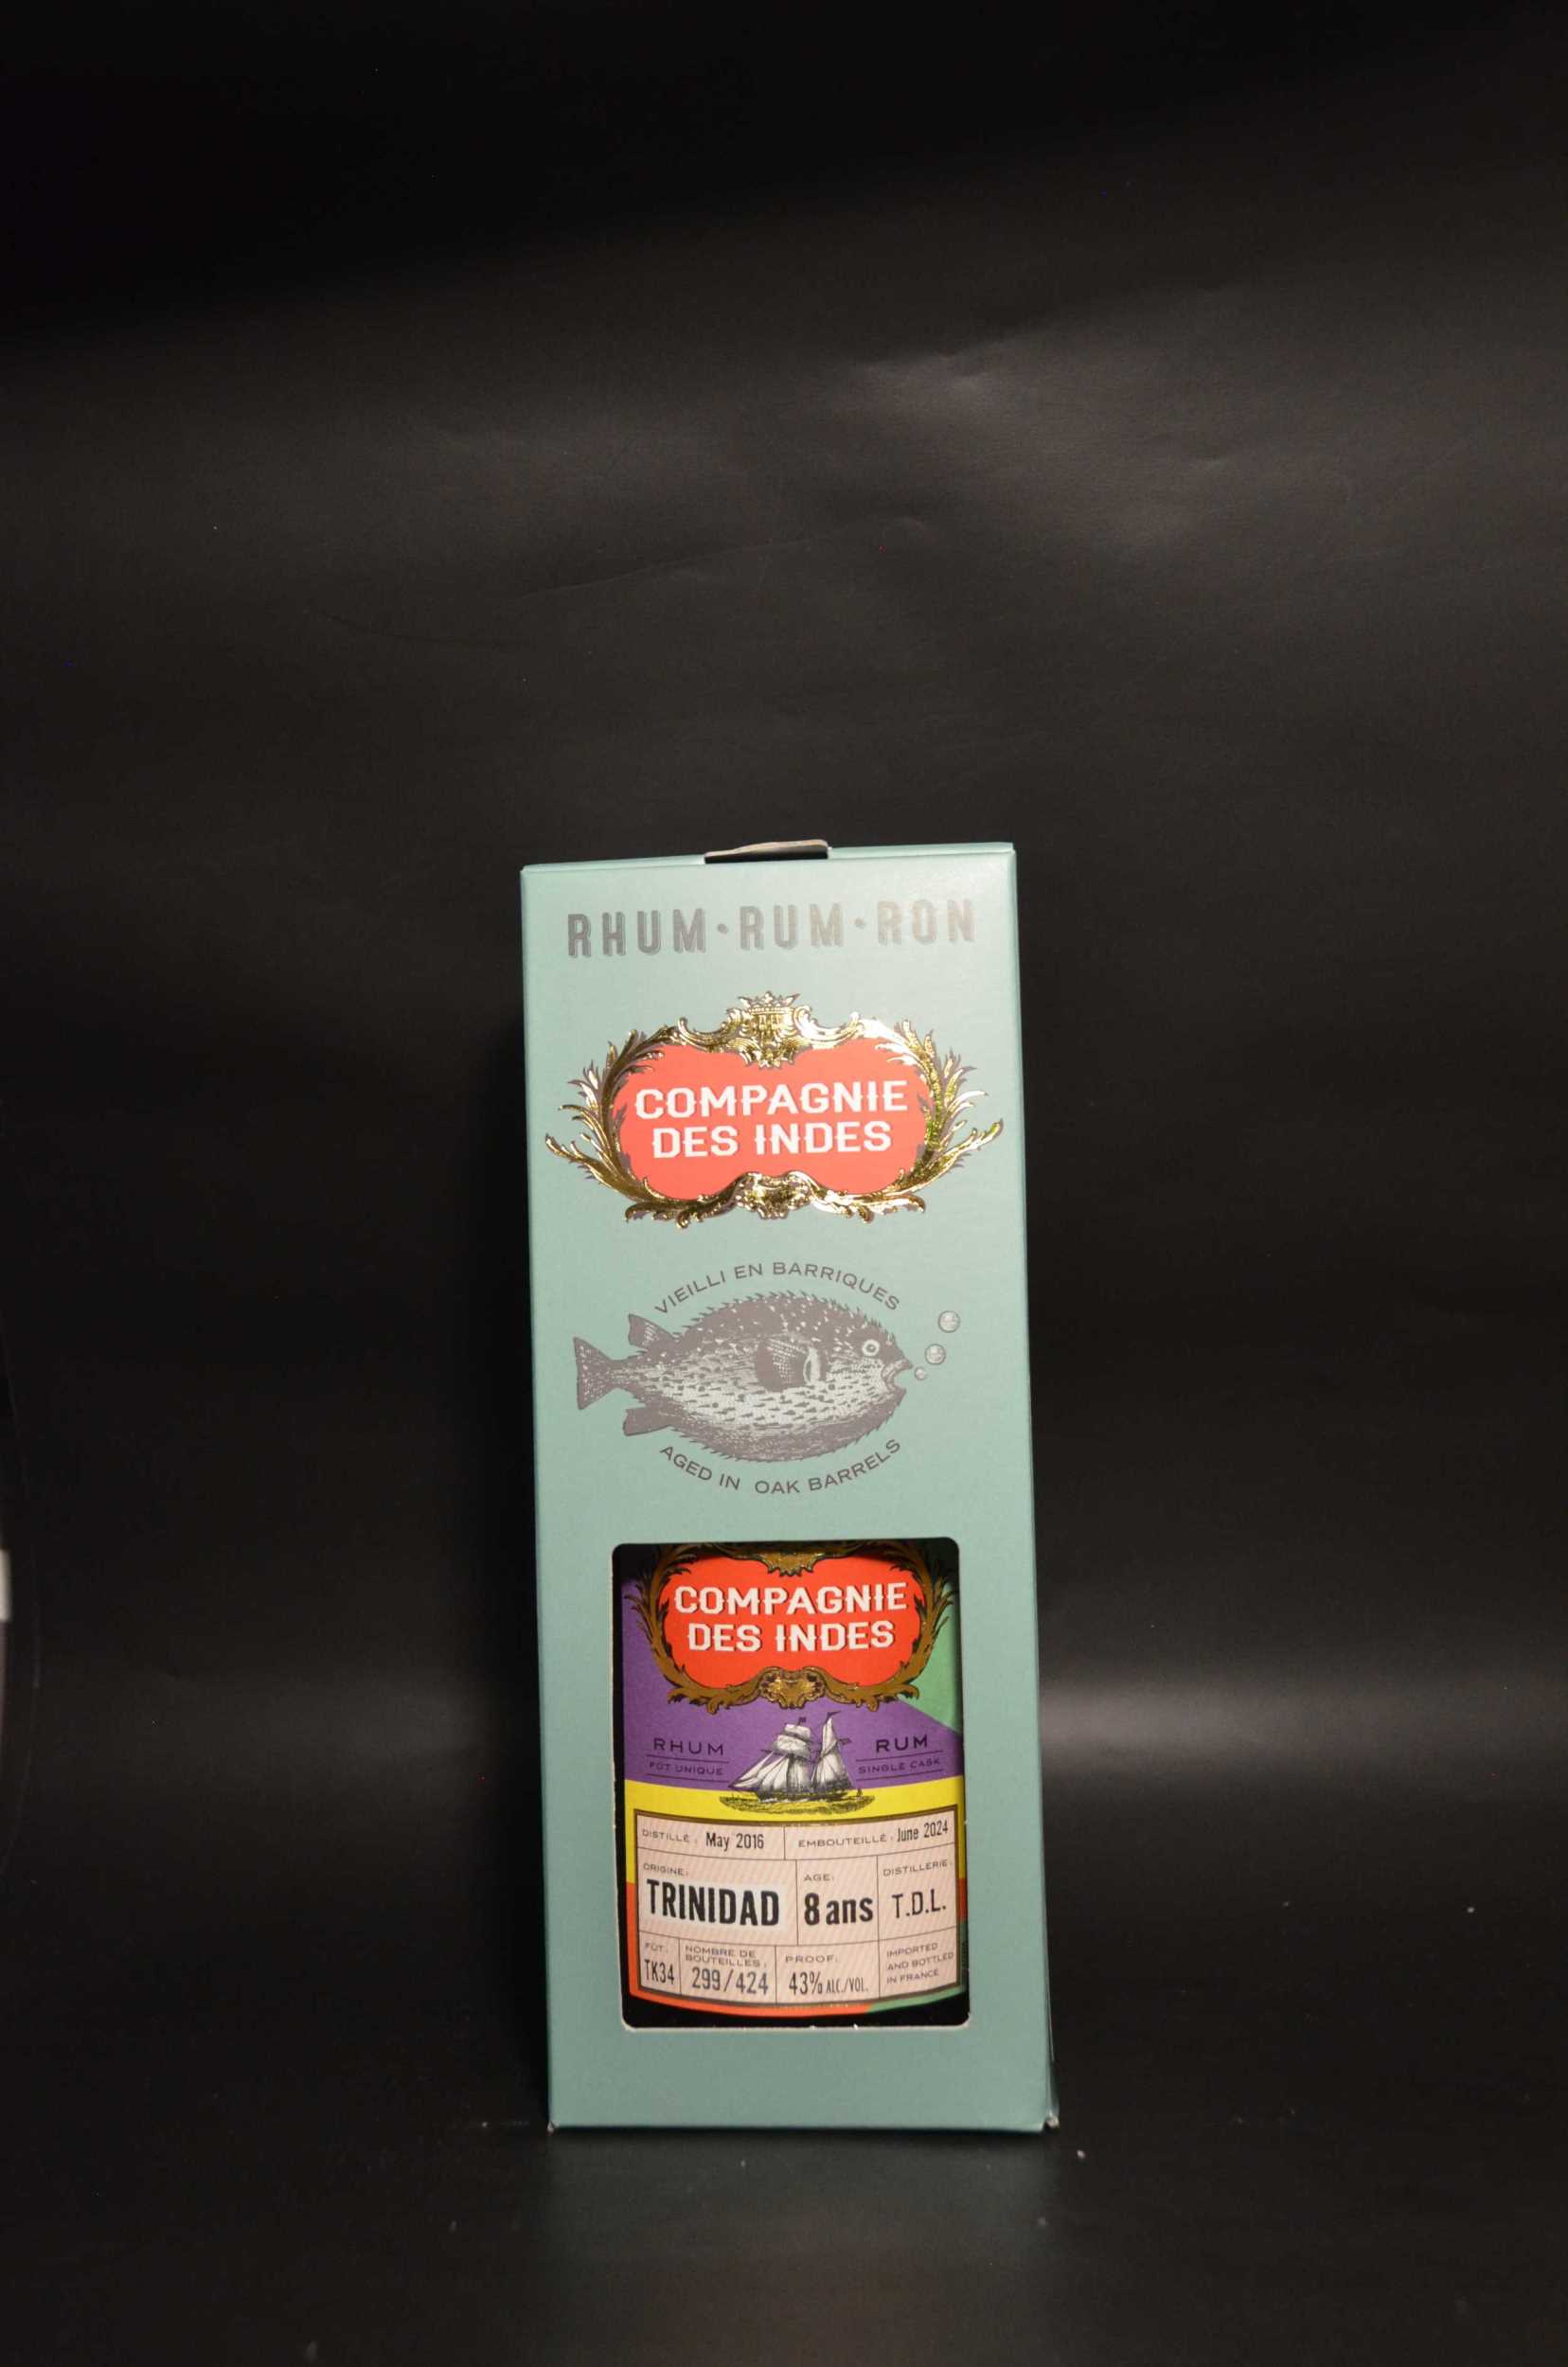 RHUM·RUM·RON
COMPAGNIE
DES INDES
VIEILLI EN BARRIQUES
AGED IN OAK BARRELS
COMPAGNIE
DES INDES
RHUM
FÛT UNIQUE
RUM
SINGLE CASK
DISTILLÉ: May 2016
EMBOUTEILLÉ: June 2024
ORIGINE:
TRINIDAD
AGE:
8 ans
DISTILLERIE:
T.D.L.
FÛT:
TK34
NOMBRE DE
BOUTEILLES:
299/424
PROOF:
43% ALC./VOL.
IMPORTED
AND BOTTLED
IN FRANCE